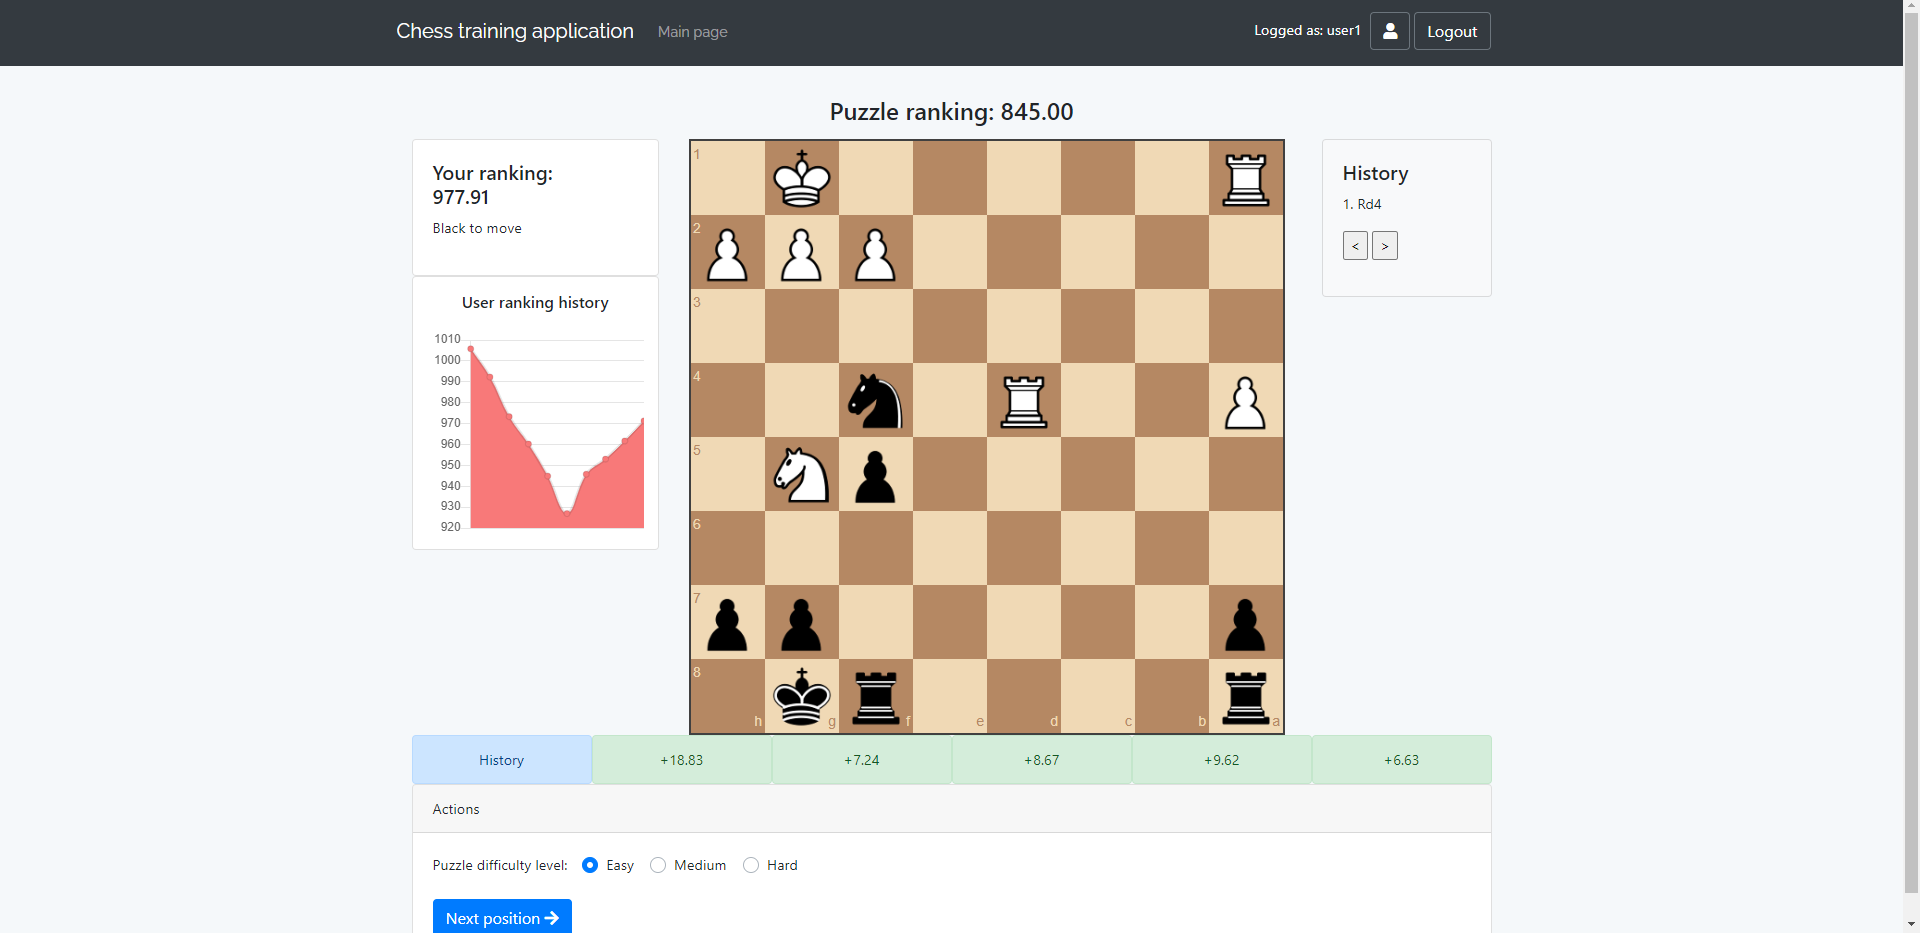 Chess training application
Main page
Logged as: user1
Logout
Puzzle ranking: 845.00
Your ranking:
977.91
Black to move
User ranking history
1010
1000
990
980
970
960
950
940
930
920
1
2
3
4
5
6
7
8
h g f e d c b a
History
1. Rd4
< >
History +18.83 +7.24 +8.67 +9.62 +6.63
Actions
Puzzle difficulty level: Easy Medium Hard
Next position